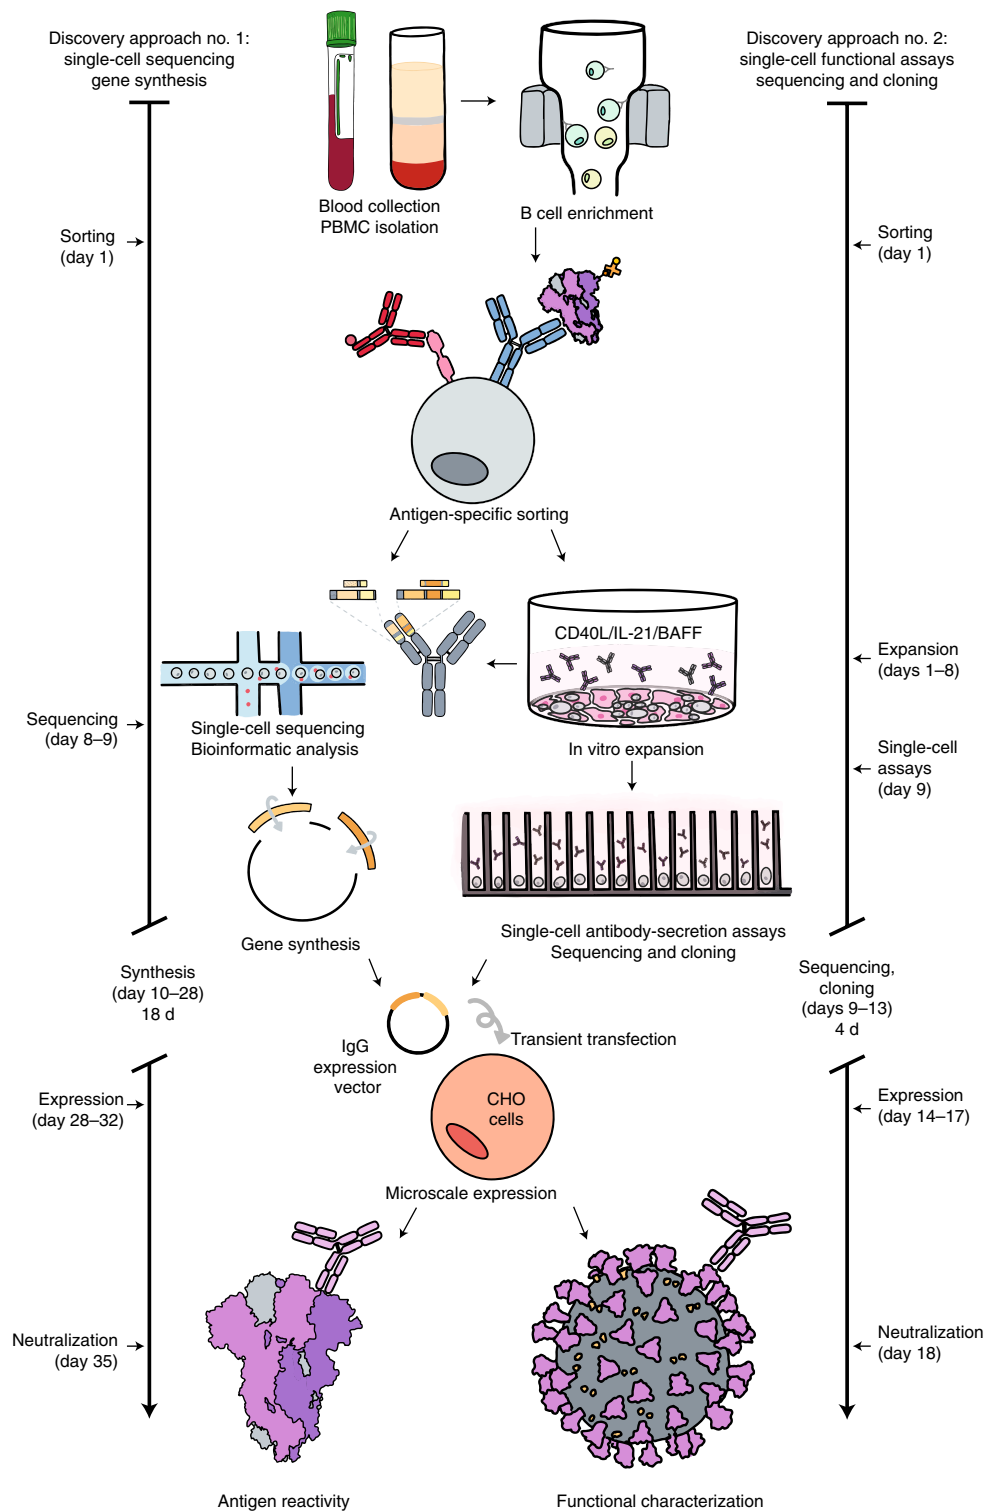 Discovery approach no. 1:
single-cell sequencing
gene synthesis
Discovery approach no. 2:
single-cell functional assays
sequencing and cloning
Blood collection
PBMC isolation
B cell enrichment
Sorting
(day 1)
Sorting
(day 1)
Antigen-specific sorting
CD40L/IL-21/BAFF
Expansion
(days 1–8)
Sequencing
(day 8–9)
Single-cell sequencing
Bioinformatic analysis
In vitro expansion
Single-cell
assays
(day 9)
Gene synthesis
Single-cell antibody-secretion assays
Sequencing and cloning
Synthesis
(day 10–28)
18 d
Sequencing,
cloning
(days 9–13)
4 d
IgG
expression
vector
Transient transfection
CHO
cells
Expression
(day 28–32)
Expression
(day 14–17)
Microscale expression
Neutralization
(day 35)
Neutralization
(day 18)
Antigen reactivity
Functional characterization